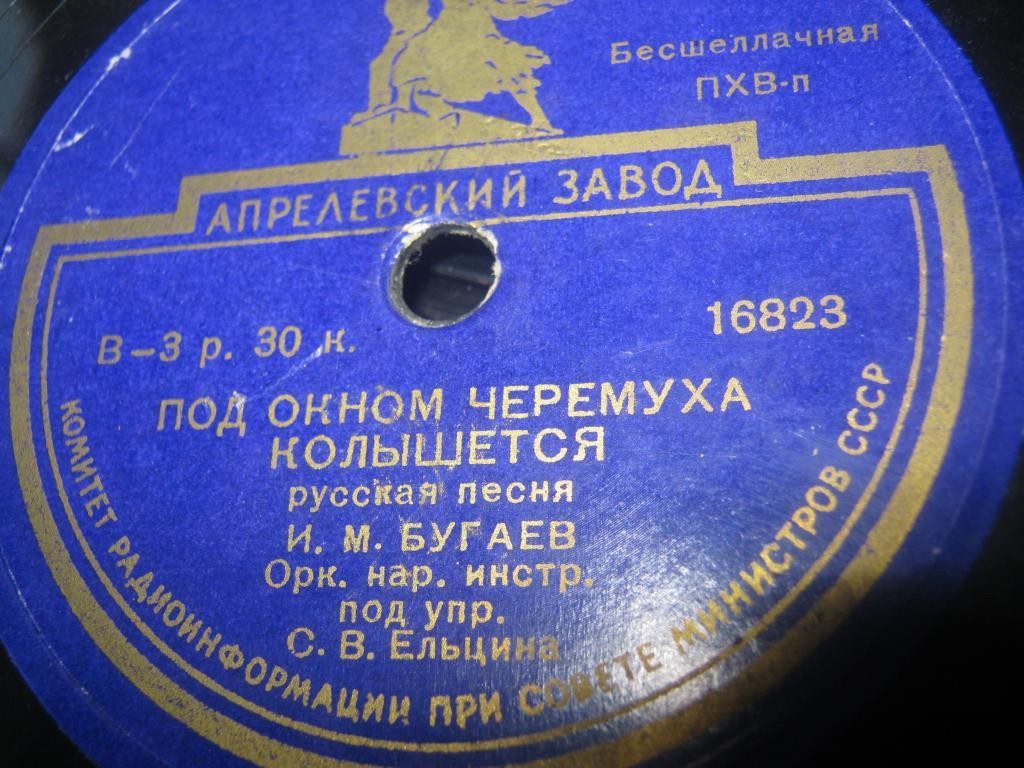 Бесшеллачная
ПХВ-п
АПРЕЛЕВСКИЙ ЗАВОД
В-3 р. 30 к.
16823
ПОД ОКНОМ ЧЕРЕМУХА
КОЛЫШЕТСЯ
русская песня
И. М. БУГАЕВ
Орк. нар. инстр.
под упр.
С. В. Ельцина
КОМИТЕТ РАДИОИНФОРМАЦИИ ПРИ СОВЕТЕ МИНИСТРОВ СССР